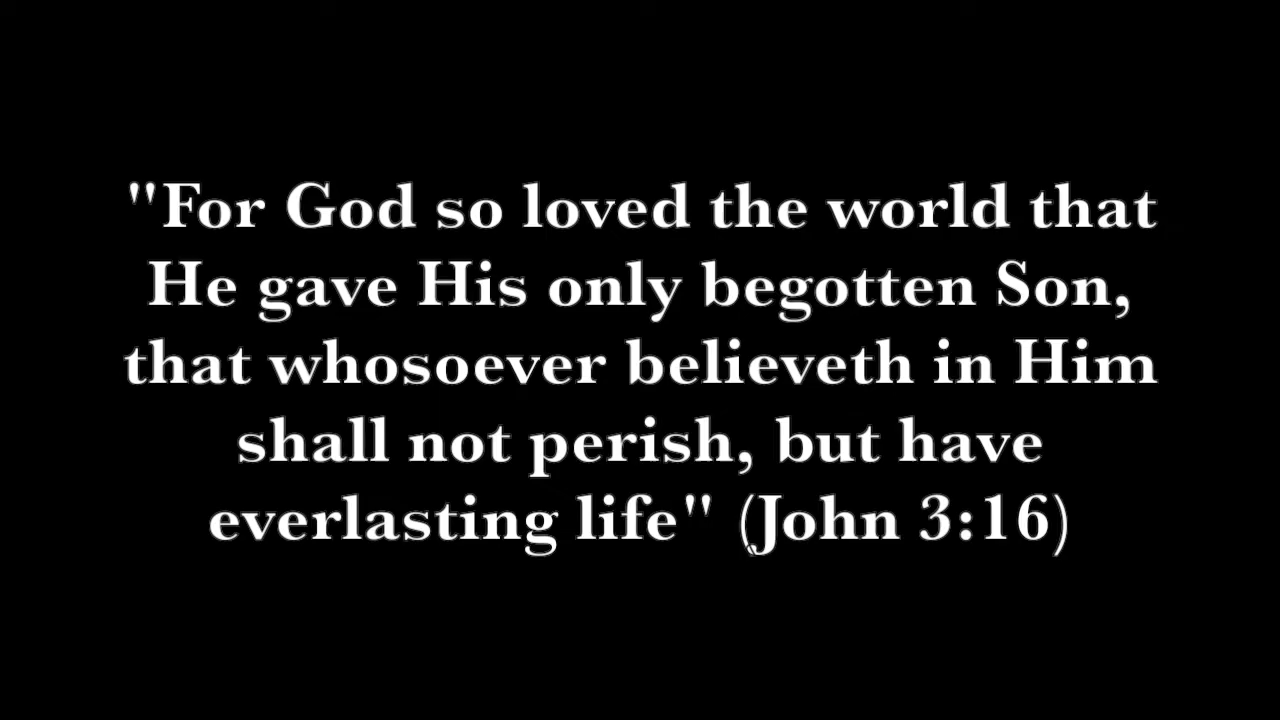 "For God so loved the world that
He gave His only begotten Son,
that whosoever believeth in Him
shall not perish, but have
everlasting life" (John 3:16)